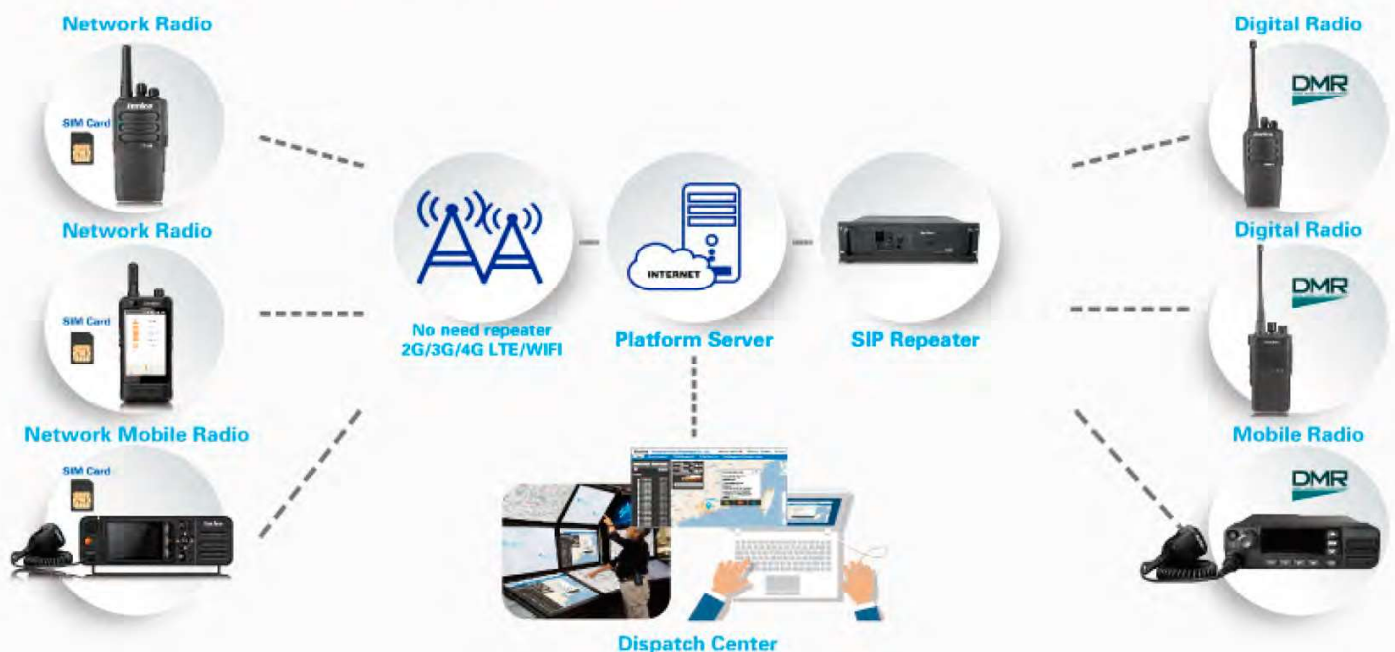 Network Radio
SIM Card
Network Radio
SIM Card
Network Mobile Radio
SIM Card
No need repeater
2G/3G/4G LTE/WIFI
INTERNET
Platform Server
SIP Repeater
Dispatch Center
Digital Radio
DMR
Digital Radio
DMR
Mobile Radio
DMR